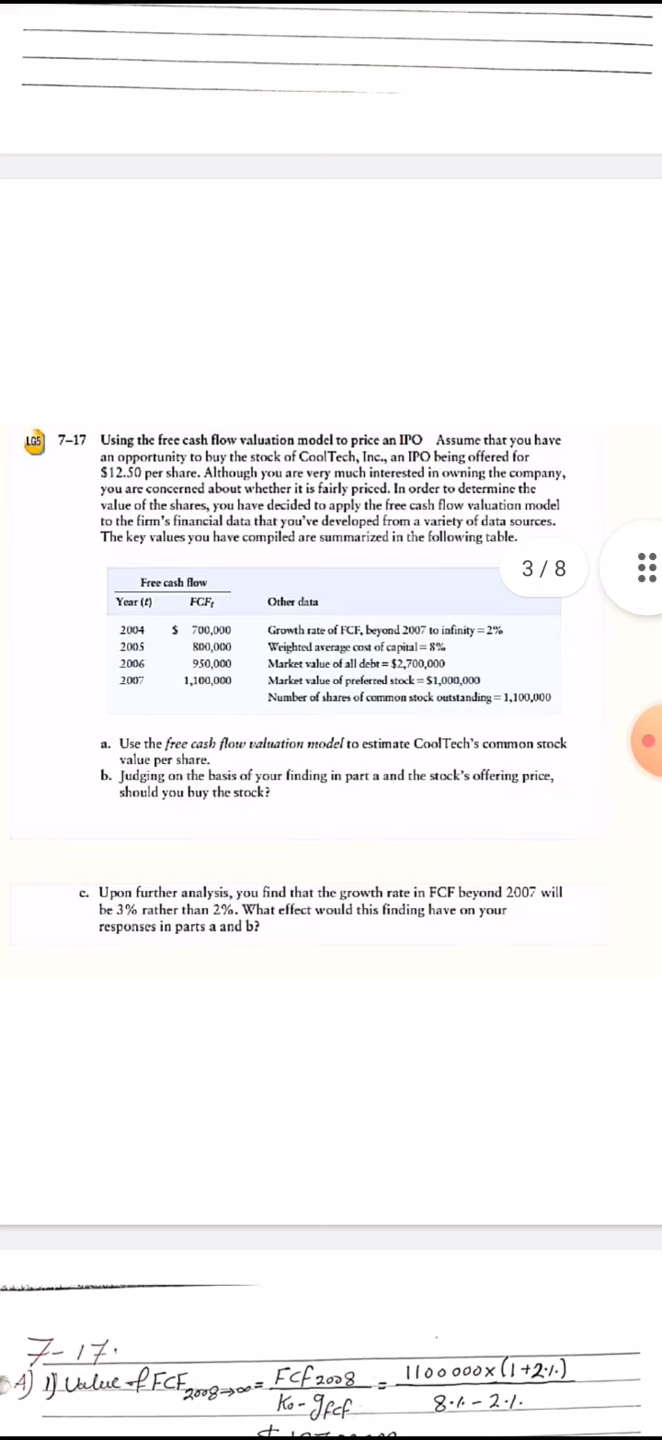 LG5 7–17 Using the free cash flow valuation model to price an IPO Assume that you have
an opportunity to buy the stock of CoolTech, Inc., an IPO being offered for
$12.50 per share. Although you are very much interested in owning the company,
you are concerned about whether it is fairly priced. In order to determine the
value of the shares, you have decided to apply the free cash flow valuation model
to the firm's financial data that you've developed from a variety of data sources.
The key values you have compiled are summarized in the following table.
3 / 8
Free cash flow
Year (t) FCFt Other data
2004 $ 700,000 Growth rate of FCF, beyond 2007 to infinity = 2%
2005 800,000 Weighted average cost of capital = 8%
2006 950,000 Market value of all debt = $2,700,000
2007 1,100,000 Market value of preferred stock = $1,000,000
Number of shares of common stock outstanding = 1,100,000
a. Use the free cash flow valuation model to estimate CoolTech's common stock
value per share.
b. Judging on the basis of your finding in part a and the stock's offering price,
should you buy the stock?
c. Upon further analysis, you find that the growth rate in FCF beyond 2007 will
be 3% rather than 2%. What effect would this finding have on your
responses in parts a and b?
7-17.
A) 1) Value of FCF2008→∞ = FCF2008 = 1100000x(1+2%)
Ko - gFCF 8% - 2%